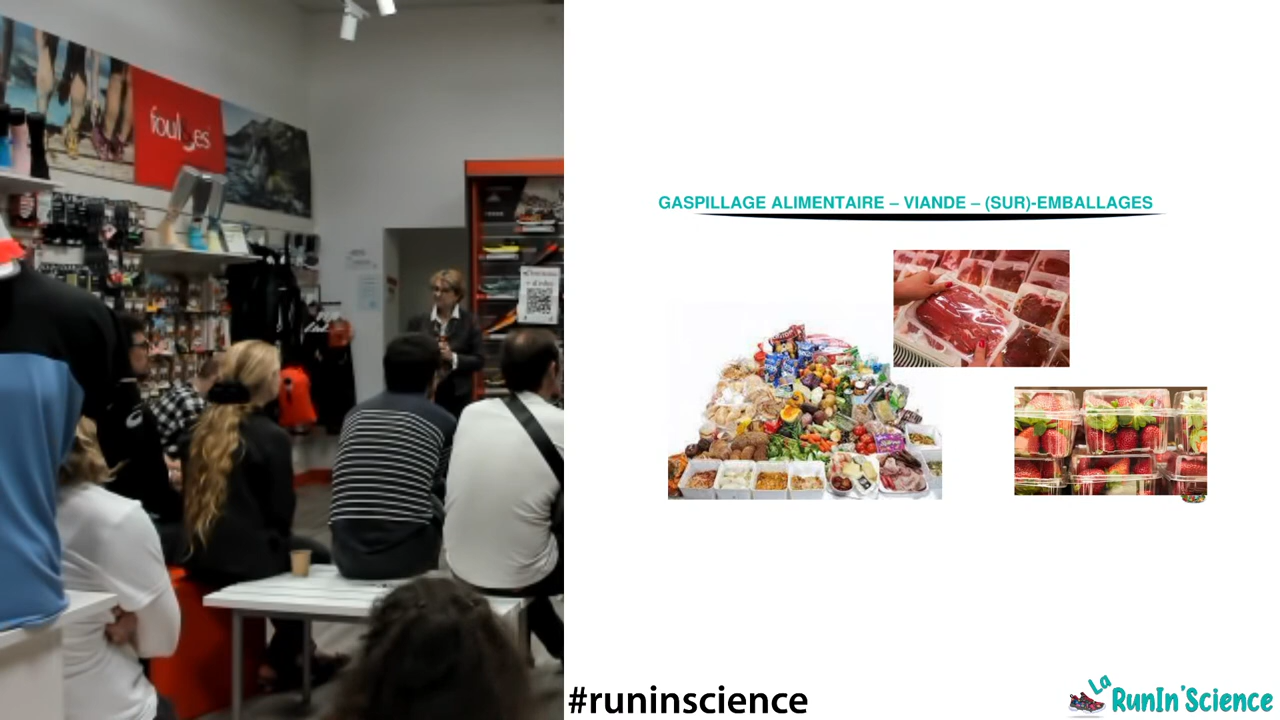 foulées
GASPILLAGE ALIMENTAIRE – VIANDE – (SUR)-EMBALLAGES
#runinscience
La
RunIn'Science